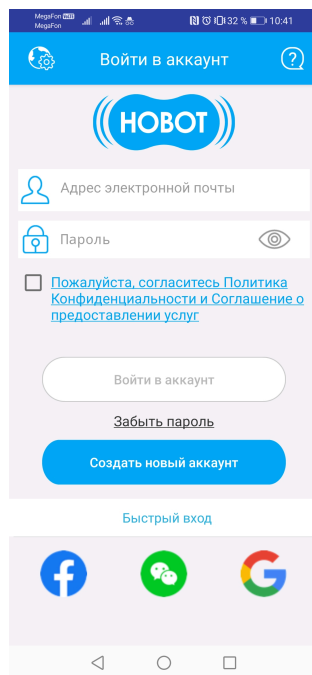 MegaFon
MegaFon
32 %
10:41
Войти в аккаунт
HOBOT
Адрес электронной почты
Пароль
Пожалуйста, согласитесь Политика
Конфиденциальности и Соглашение о
предоставлении услуг
Войти в аккаунт
Забыть пароль
Создать новый аккаунт
Быстрый вход